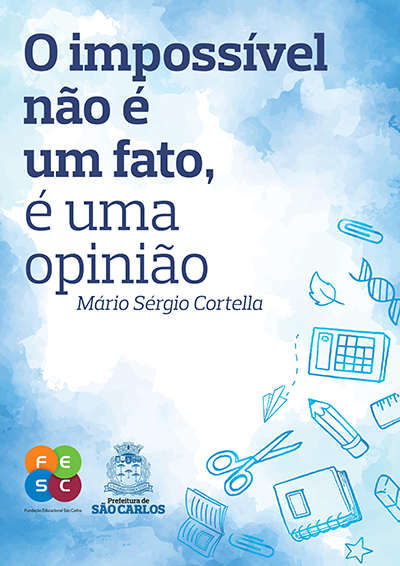 O impossível
não é
um fato,
é uma
opinião
Mário Sérgio Cortella
F E
S C
Fundação Educacional São Carlos
Prefeitura de
SÃO CARLOS